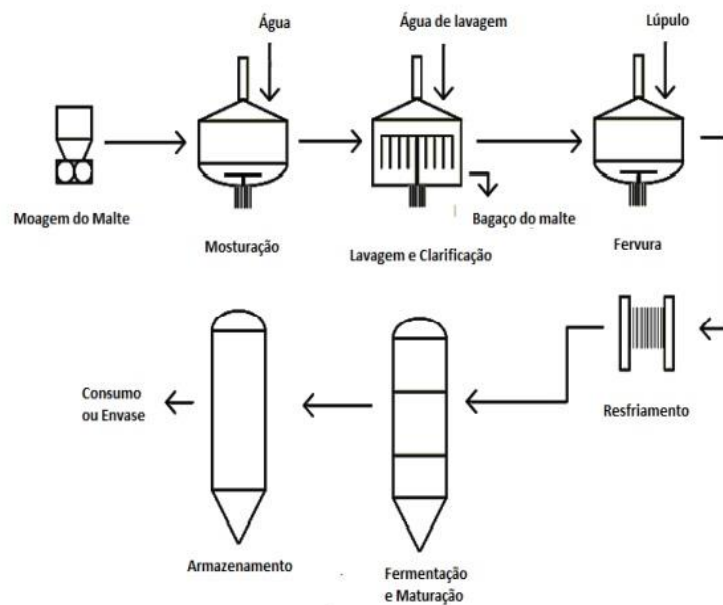 Água
Água de lavagem
Lúpulo
Moagem do Malte
Mosturação
Lavagem e Clarificação
Bagaço do malte
Fervura
Consumo
ou Envase
Resfriamento
Armazenamento
Fermentação
e Maturação